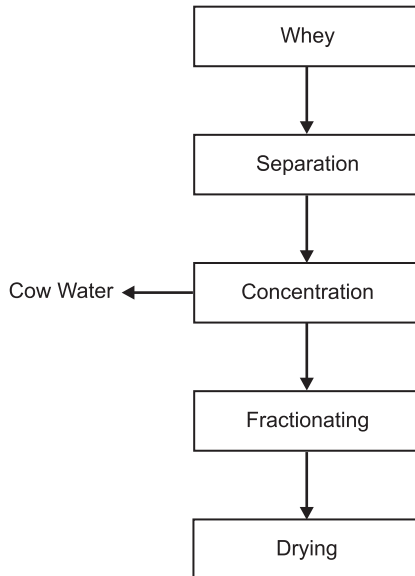 Whey
Separation
Cow Water
Concentration
Fractionating
Drying